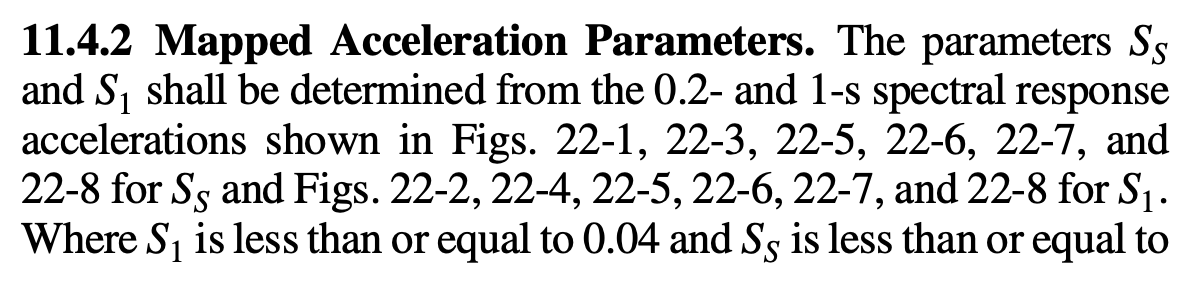 11.4.2 Mapped Acceleration Parameters. The parameters S_S
and S_1 shall be determined from the 0.2- and 1-s spectral response
accelerations shown in Figs. 22-1, 22-3, 22-5, 22-6, 22-7, and
22-8 for S_S and Figs. 22-2, 22-4, 22-5, 22-6, 22-7, and 22-8 for S_1.
Where S_1 is less than or equal to 0.04 and S_S is less than or equal to